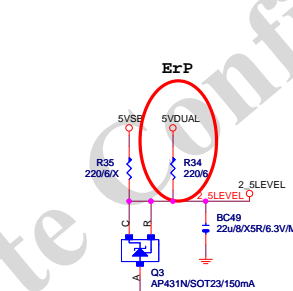 ErP
5VSB
5VDUAL
R35
220/6/X
R34
220/6
2_5LEVEL
2_5LEVEL
C
R
BC49
22u/8/X5R/6.3V/M
A
Q3
AP431N/SOT23/150mA